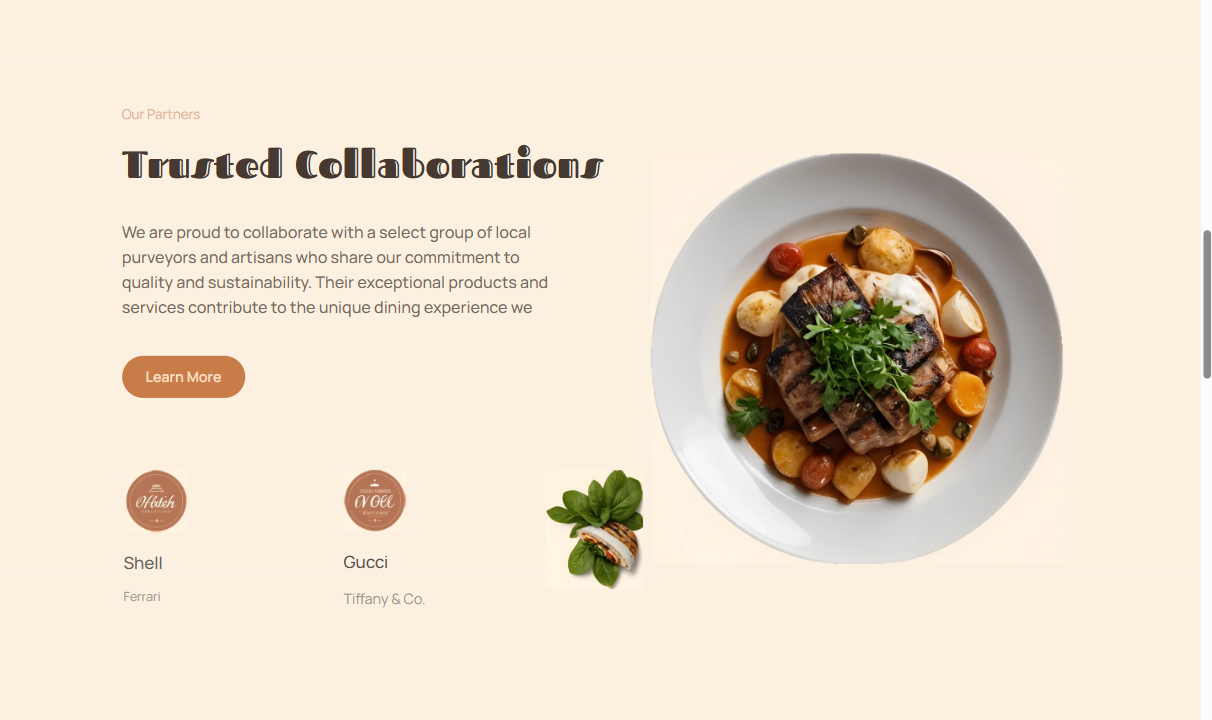 Our Partners
Trusted Collaborations
We are proud to collaborate with a select group of local
purveyors and artisans who share our commitment to
quality and sustainability. Their exceptional products and
services contribute to the unique dining experience we
Learn More
Shell
Gucci
Ferrari
Tiffany & Co.